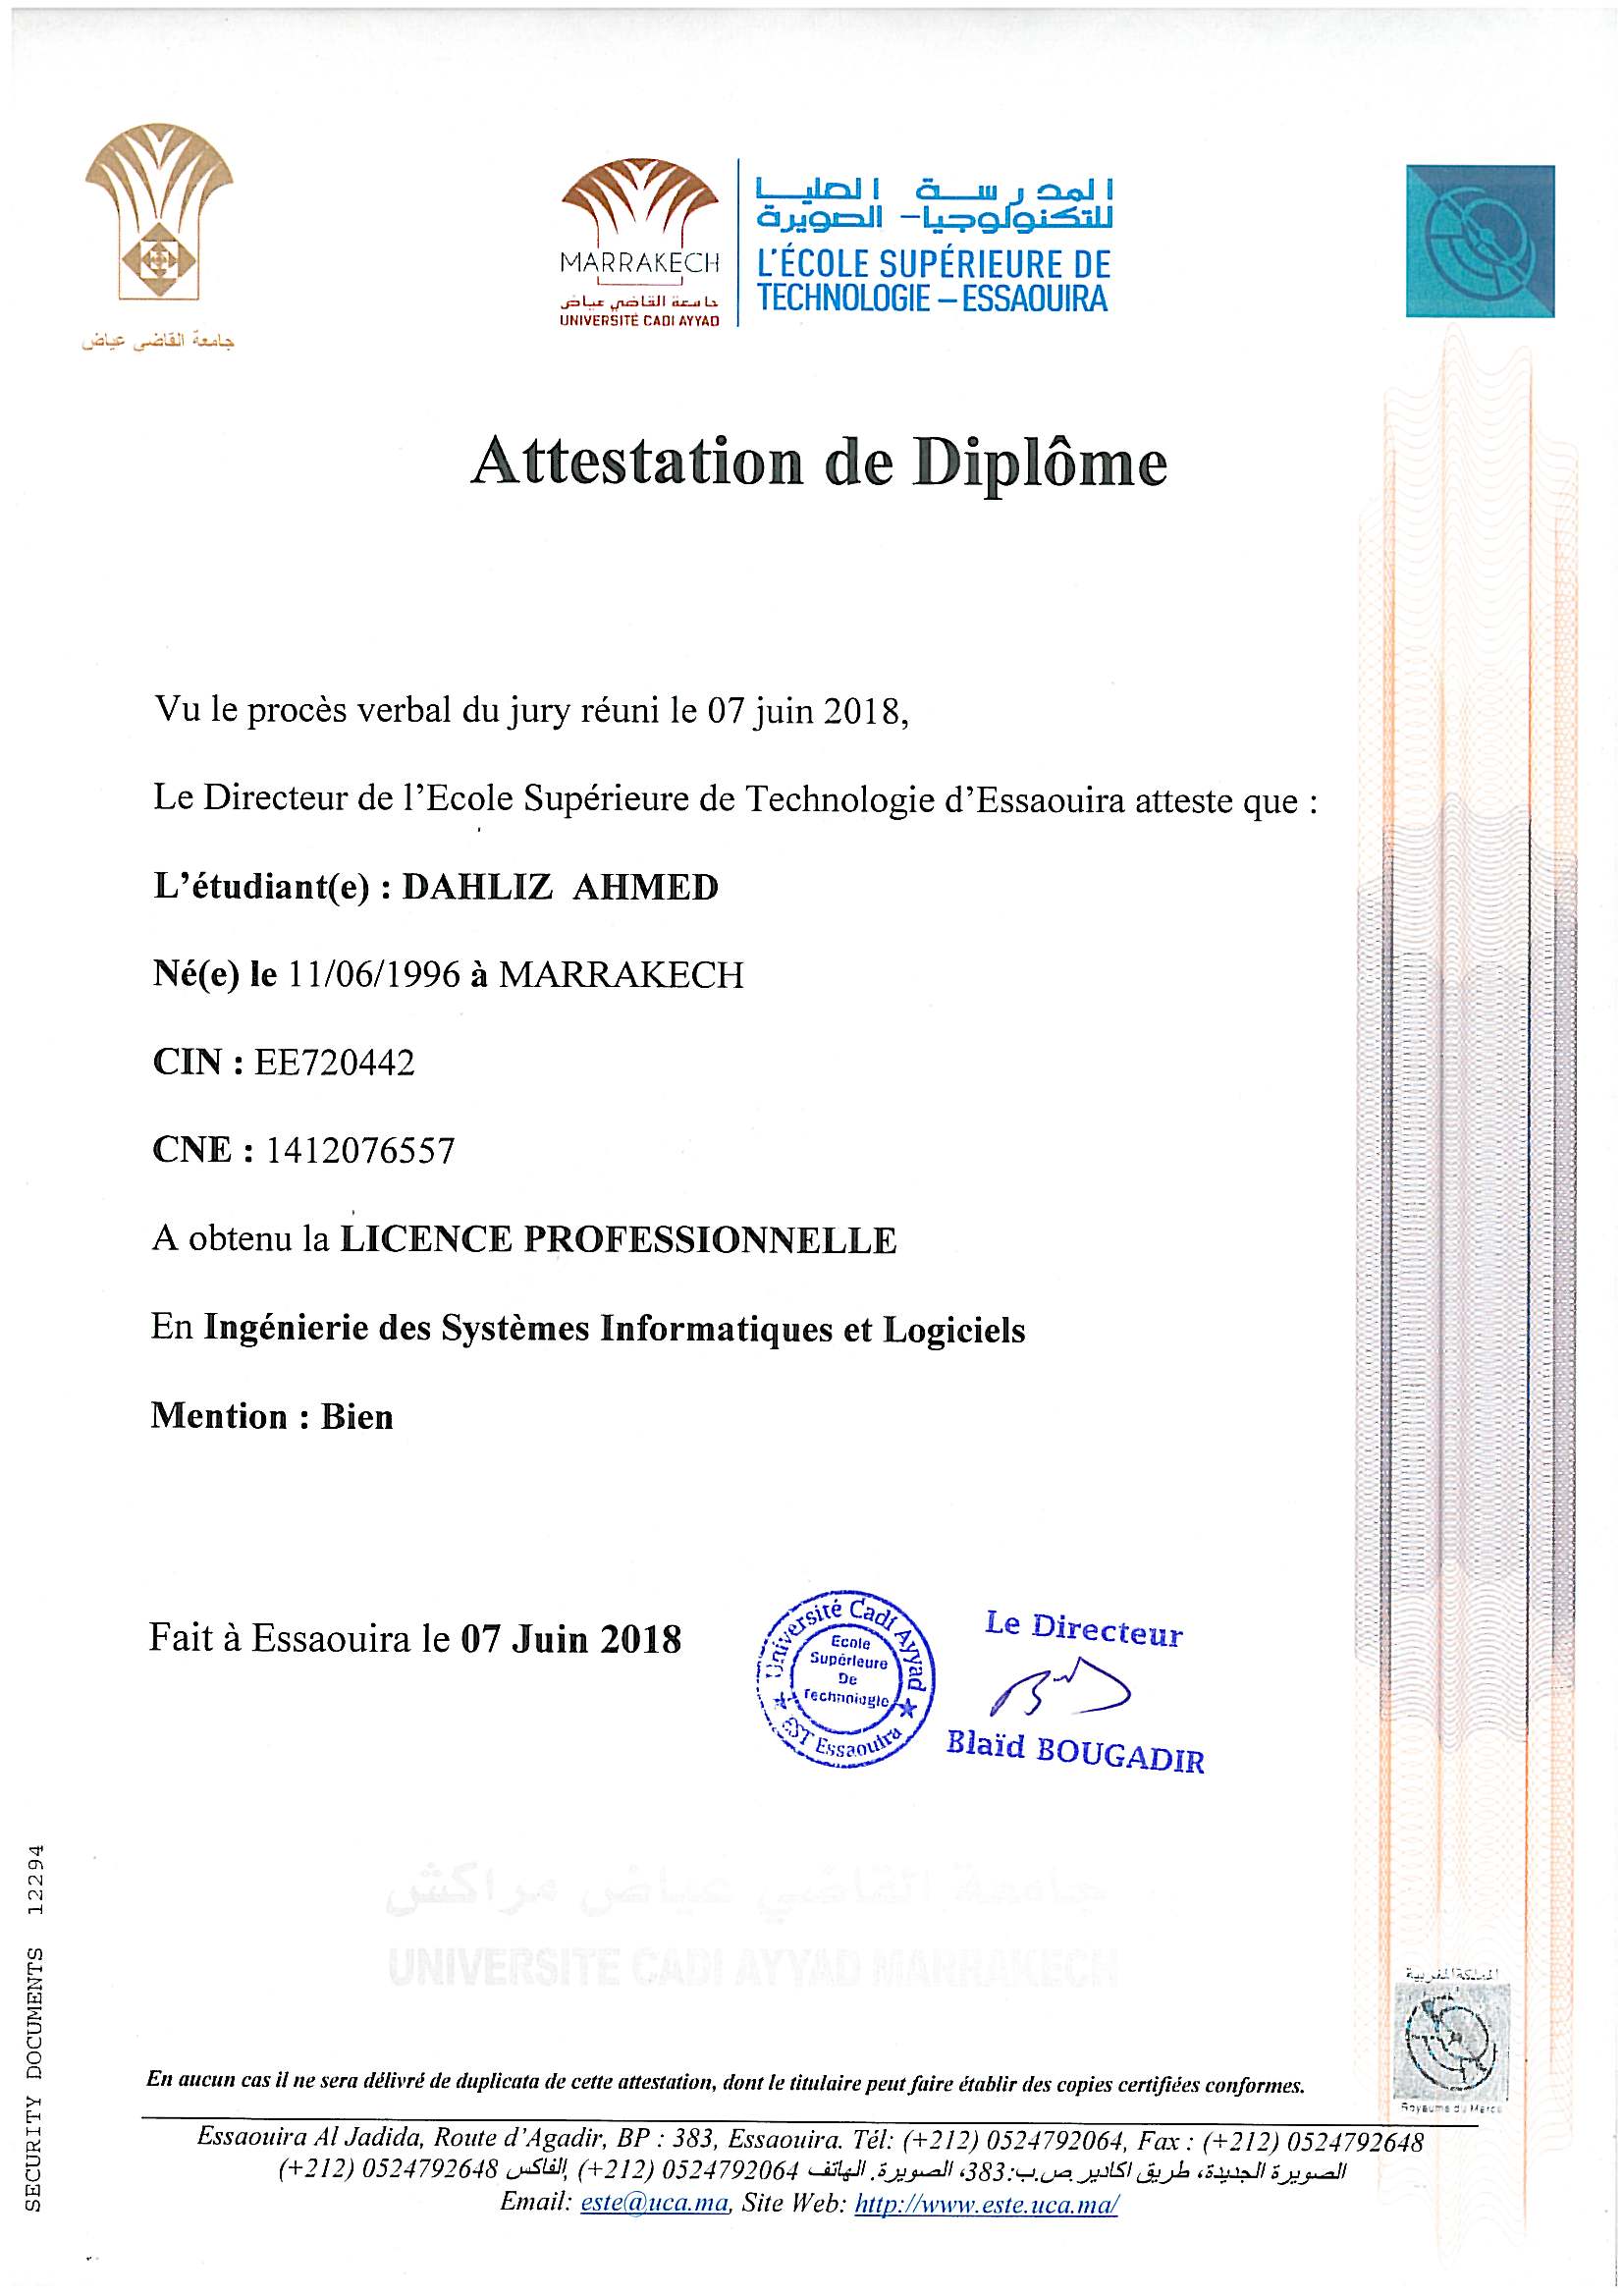 جامعة القاضي عياض
MARRAKECH
جامعة القاضي عياض
UNIVERSITÉ CADI AYYAD
المدرسة العليا
للتكنولوجيا- الصويرة
L'ÉCOLE SUPÉRIEURE DE
TECHNOLOGIE – ESSAOUIRA
Attestation de Diplôme
Vu le procès verbal du jury réuni le 07 juin 2018,
Le Directeur de l'Ecole Supérieure de Technologie d'Essaouira atteste que :
L'étudiant(e) : DAHLIZ AHMED
Né(e) le 11/06/1996 à MARRAKECH
CIN : EE720442
CNE : 1412076557
A obtenu la LICENCE PROFESSIONNELLE
En Ingénierie des Systèmes Informatiques et Logiciels
Mention : Bien
Fait à Essaouira le 07 Juin 2018
Université Cadi Ayyad
Ecole
Supérieure
De
Technologie
EST Essaouira
Le Directeur
Blaïd BOUGADIR
جامعة القاضي عياض مراكش
UNIVERSITE CADI AYYAD MARRAKECH
SECURITY DOCUMENTS 12294
المملكة المغربية
Royaume du Maroc
En aucun cas il ne sera délivré de duplicata de cette attestation, dont le titulaire peut faire établir des copies certifiées conformes.
Essaouira Al Jadida, Route d'Agadir, BP : 383, Essaouira. Tél: (+212) 0524792064, Fax : (+212) 0524792648
الصويرة الجديدة، طريق اكادير ص.ب:383، الصويرة. الهاتف 0524792064 (212+) ,الفاكس 0524792648 (212+)
Email: este@uca.ma, Site Web: http://www.este.uca.ma/